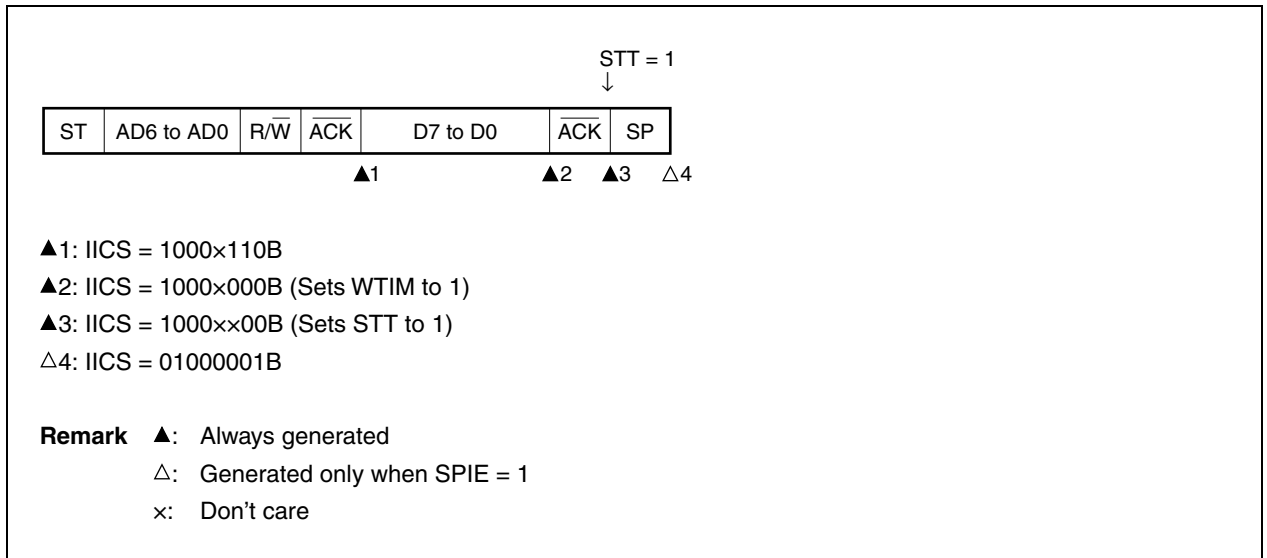 STT = 1
↓
ST AD6 to AD0 R/W̅ A̅C̅K̅ D7 to D0 A̅C̅K̅ SP
▲1 ▲2 ▲3 △4
▲1: IICS = 1000×110B
▲2: IICS = 1000×000B (Sets WTIM to 1)
▲3: IICS = 1000××00B (Sets STT to 1)
△4: IICS = 01000001B
Remark ▲: Always generated
△: Generated only when SPIE = 1
×: Don't care